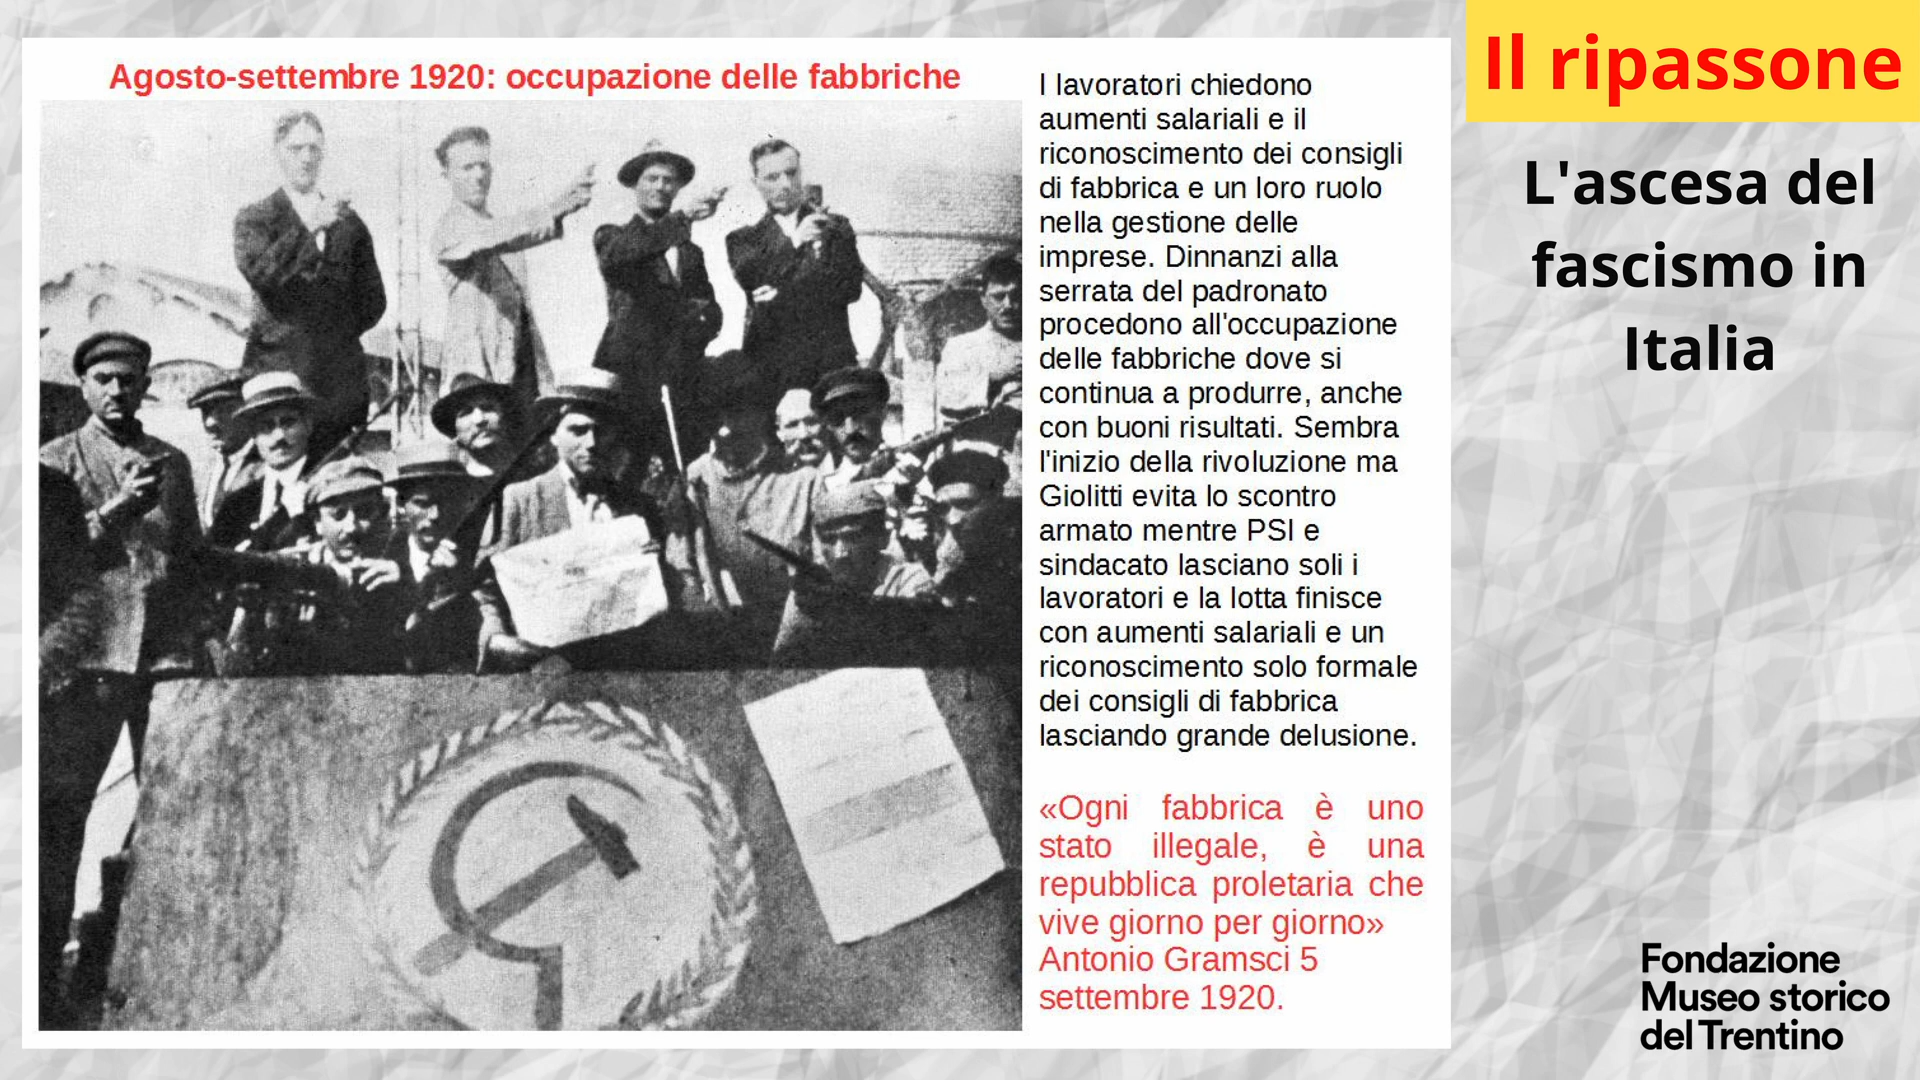 Agosto-settembre 1920: occupazione delle fabbriche
I lavoratori chiedono
aumenti salariali e il
riconoscimento dei consigli
di fabbrica e un loro ruolo
nella gestione delle
imprese. Dinnanzi alla
serrata del padronato
procedono all'occupazione
delle fabbriche dove si
continua a produrre, anche
con buoni risultati. Sembra
l'inizio della rivoluzione ma
Giolitti evita lo scontro
armato mentre PSI e
sindacato lasciano soli i
lavoratori e la lotta finisce
con aumenti salariali e un
riconoscimento solo formale
dei consigli di fabbrica
lasciando grande delusione.
«Ogni fabbrica è uno
stato illegale, è una
repubblica proletaria che
vive giorno per giorno»
Antonio Gramsci 5
settembre 1920.
Il ripassone
L'ascesa del
fascismo in
Italia
Fondazione
Museo storico
del Trentino